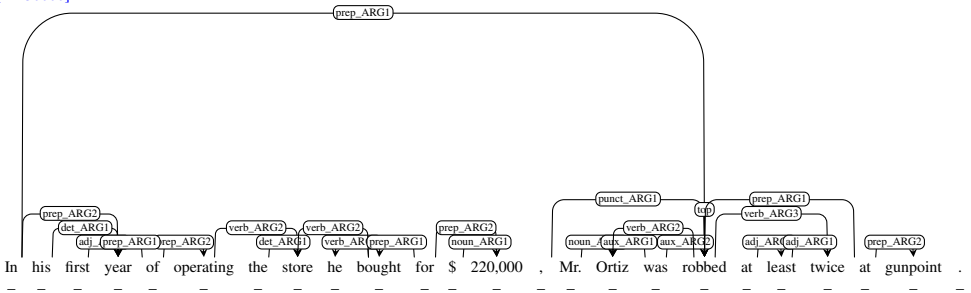 prep_ARG1
punct_ARG1 prep_ARG1
prep_ARG2 top verb_ARG3
det_ARG1 verb_ARG2 verb_ARG2 prep_ARG2 verb_ARG2
prep_ARG1 prep_ARG2 det_ARG1 prep_ARG1 noun_ARG1 aux_ARG1 aux_ARG2 adj_ARG1 prep_ARG2
In his first year of operating the store he bought for $ 220,000 , Mr. Ortiz was robbed at least twice at gunpoint .
_ _ _ _ _ _ _ _ _ _ _ _ _ _ _ _ _ _ _ _ _ _ _ _